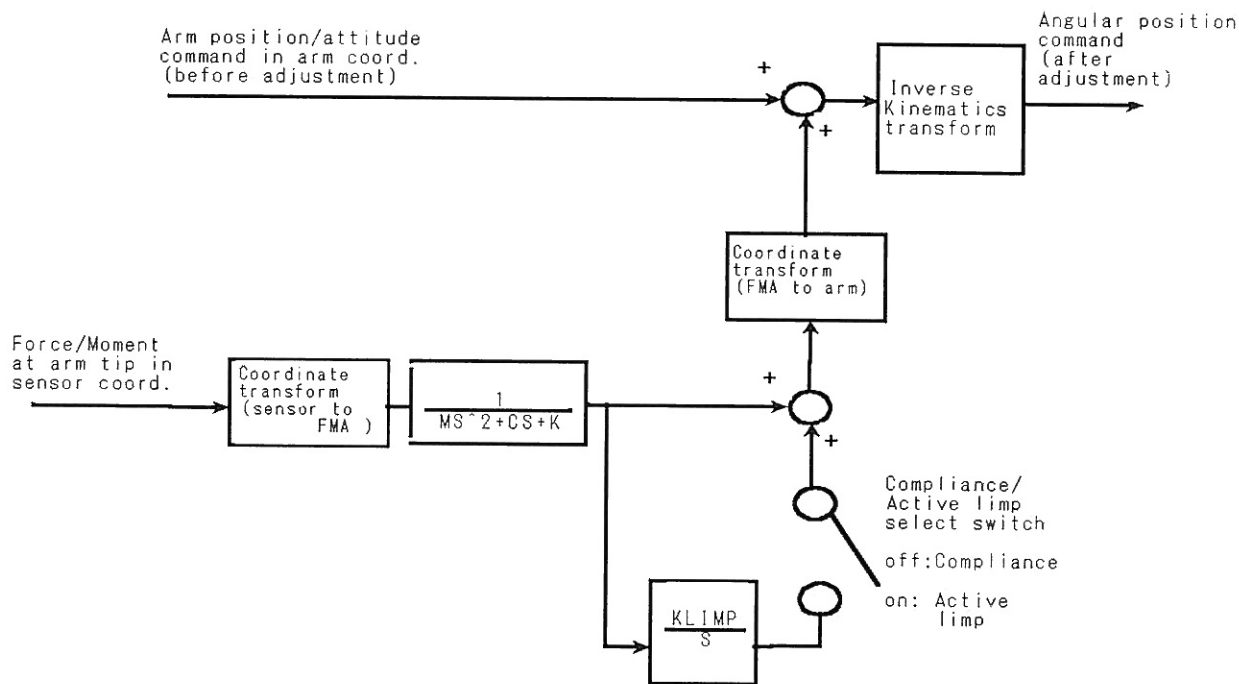 Arm position/attitude
command in arm coord.
(before adjustment)
Angular position
command
(after
adjustment)
+
+
Inverse
Kinematics
transform
Coordinate
transform
(FMA to arm)
Force/Moment
at arm tip in
sensor coord.
Coordinate
transform
(sensor to
FMA )
1
MS^2+CS+K
+
+
Compliance/
Active limp
select switch
off:Compliance
on: Active
limp
KLIMP
S